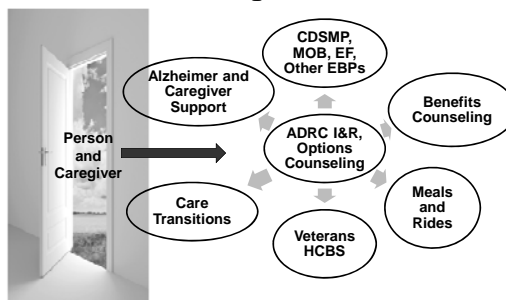 CDSMP,
MOB, EF,
Other EBPs
Alzheimer and
Caregiver
Support
Benefits
Counseling
Person
and
Caregiver
ADRC I&R,
Options
Counseling
Care
Transitions
Meals
and
Rides
Veterans
HCBS